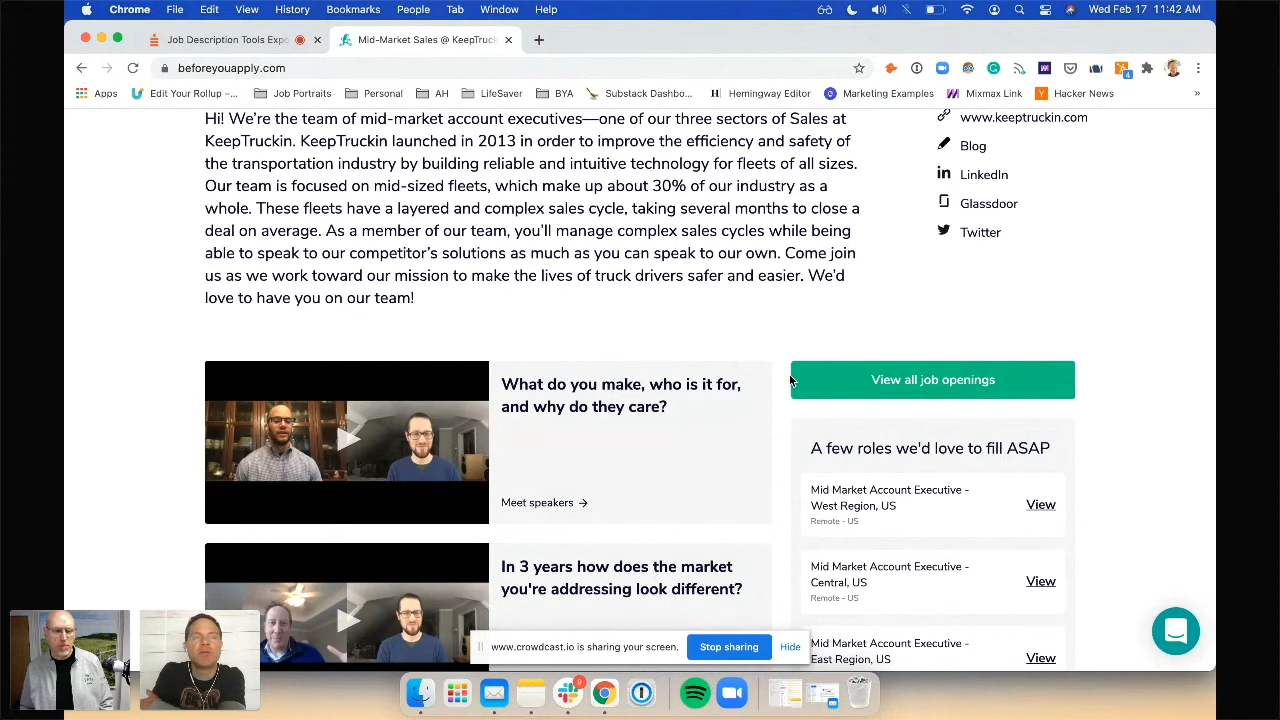 Chrome File Edit View History Bookmarks People Tab Window Help Wed Feb 17 11:42 AM
Job Description Tools Expo
Mid-Market Sales @ KeepTruck
beforeyouapply.com
Apps Edit Your Rollup –... Job Portraits Personal AH LifeSaver BYA Substack Dashbo... Hemingway Editor Marketing Examples Mixmax Link Hacker News »
Hi! We’re the team of mid-market account executives—one of our three sectors of Sales at
KeepTruckin. KeepTruckin launched in 2013 in order to improve the efficiency and safety of
the transportation industry by building reliable and intuitive technology for fleets of all sizes.
Our team is focused on mid-sized fleets, which make up about 30% of our industry as a
whole. These fleets have a layered and complex sales cycle, taking several months to close a
deal on average. As a member of our team, you’ll manage complex sales cycles while being
able to speak to our competitor’s solutions as much as you can speak to our own. Come join
us as we work toward our mission to make the lives of truck drivers safer and easier. We’d
love to have you on our team!
www.keeptruckin.com
Blog
LinkedIn
Glassdoor
Twitter
What do you make, who is it for,
and why do they care?
Meet speakers →
In 3 years how does the market
you're addressing look different?
View all job openings
A few roles we'd love to fill ASAP
Mid Market Account Executive -
West Region, US
Remote - US
View
Mid Market Account Executive -
Central, US
Remote - US
View
Mid Market Account Executive -
East Region, US
View
www.crowdcast.io is sharing your screen. Stop sharing Hide
4
9